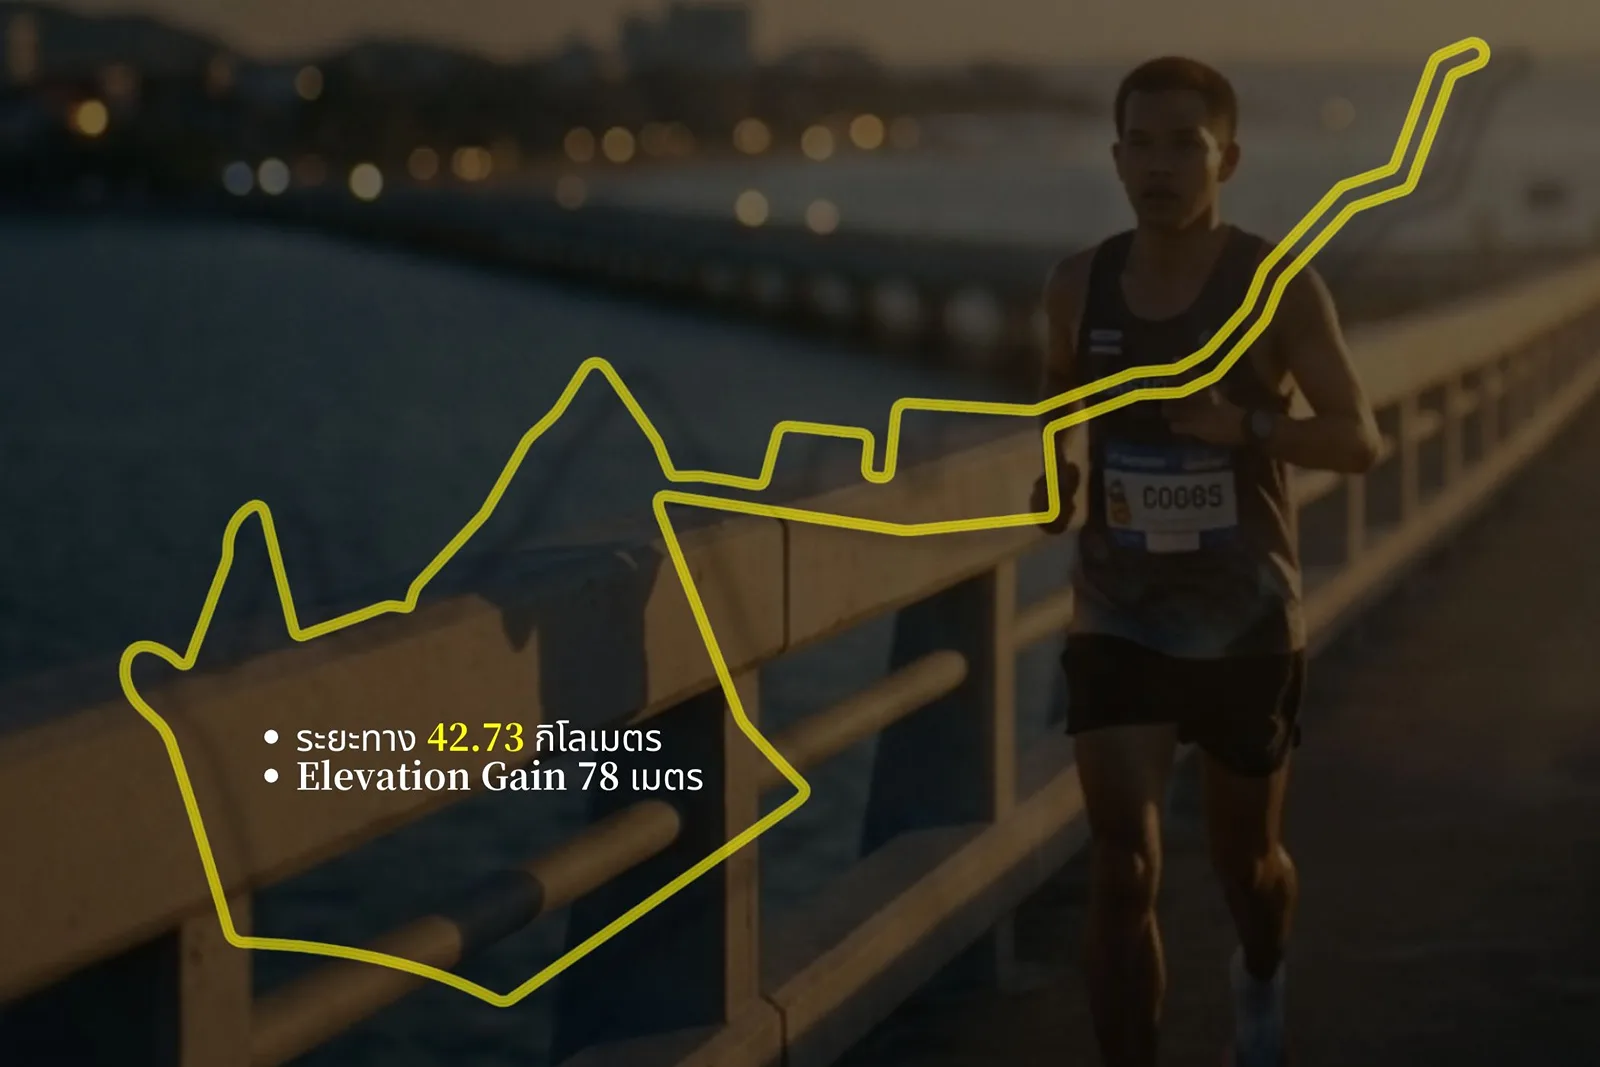 • ระยะทาง 42.73 กิโลเมตร
• Elevation Gain 78 เมตร